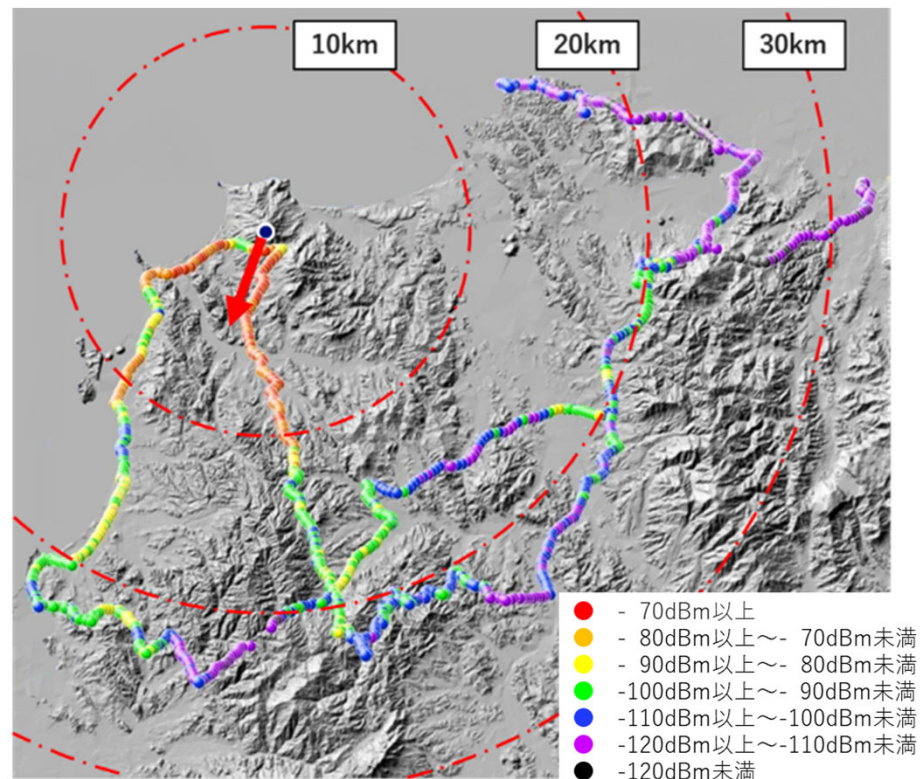 10km
20km
30km
- 70dBm以上
- 80dBm以上～- 70dBm未満
- 90dBm以上～- 80dBm未満
-100dBm以上～- 90dBm未満
-110dBm以上～-100dBm未満
-120dBm以上～-110dBm未満
-120dBm未満